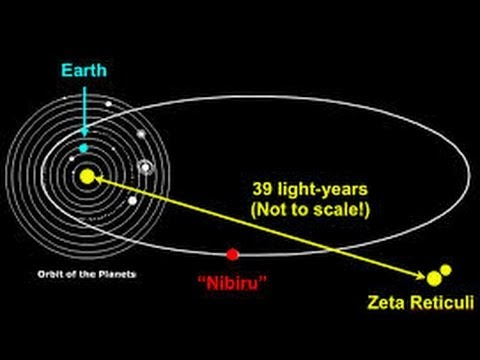 Earth
39 light-years
(Not to scale!)
Orbit of the Planets
“Nibiru”
Zeta Reticuli